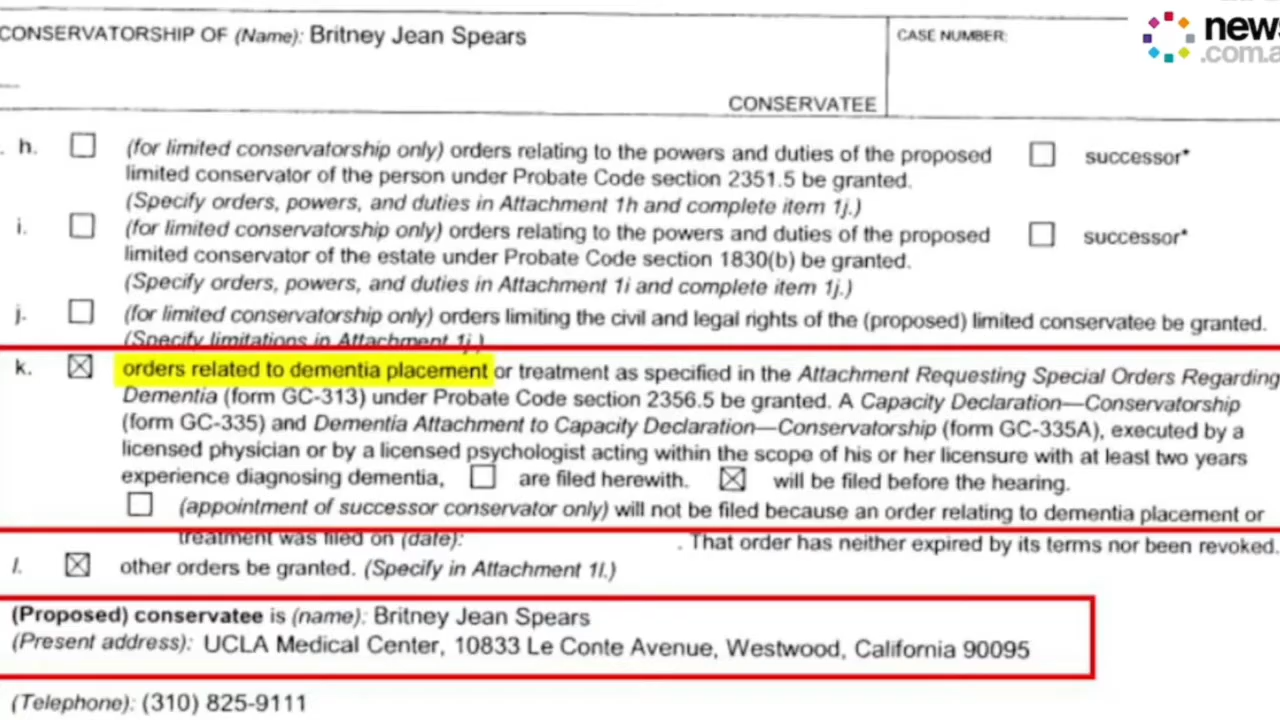 CONSERVATORSHIP OF (Name): Britney Jean Spears
CASE NUMBER:
news
.com.a
CONSERVATEE
h. (for limited conservatorship only) orders relating to the powers and duties of the proposed successor*
limited conservator of the person under Probate Code section 2351.5 be granted.
(Specify orders, powers, and duties in Attachment 1h and complete item 1j.)
i. (for limited conservatorship only) orders relating to the powers and duties of the proposed successor*
limited conservator of the estate under Probate Code section 1830(b) be granted.
(Specify orders, powers, and duties in Attachment 1i and complete item 1j.)
j. (for limited conservatorship only) orders limiting the civil and legal rights of the (proposed) limited conservatee be granted.
(Specify limitations in Attachment 1j.)
k. orders related to dementia placement or treatment as specified in the Attachment Requesting Special Orders Regarding
Dementia (form GC-313) under Probate Code section 2356.5 be granted. A Capacity Declaration—Conservatorship
(form GC-335) and Dementia Attachment to Capacity Declaration—Conservatorship (form GC-335A), executed by a
licensed physician or by a licensed psychologist acting within the scope of his or her licensure with at least two years
experience diagnosing dementia, are filed herewith. will be filed before the hearing.
(appointment of successor conservator only) will not be filed because an order relating to dementia placement or
treatment was filed on (date): . That order has neither expired by its terms nor been revoked.
l. other orders be granted. (Specify in Attachment 1l.)
(Proposed) conservatee is (name): Britney Jean Spears
(Present address): UCLA Medical Center, 10833 Le Conte Avenue, Westwood, California 90095
(Telephone): (310) 825-9111